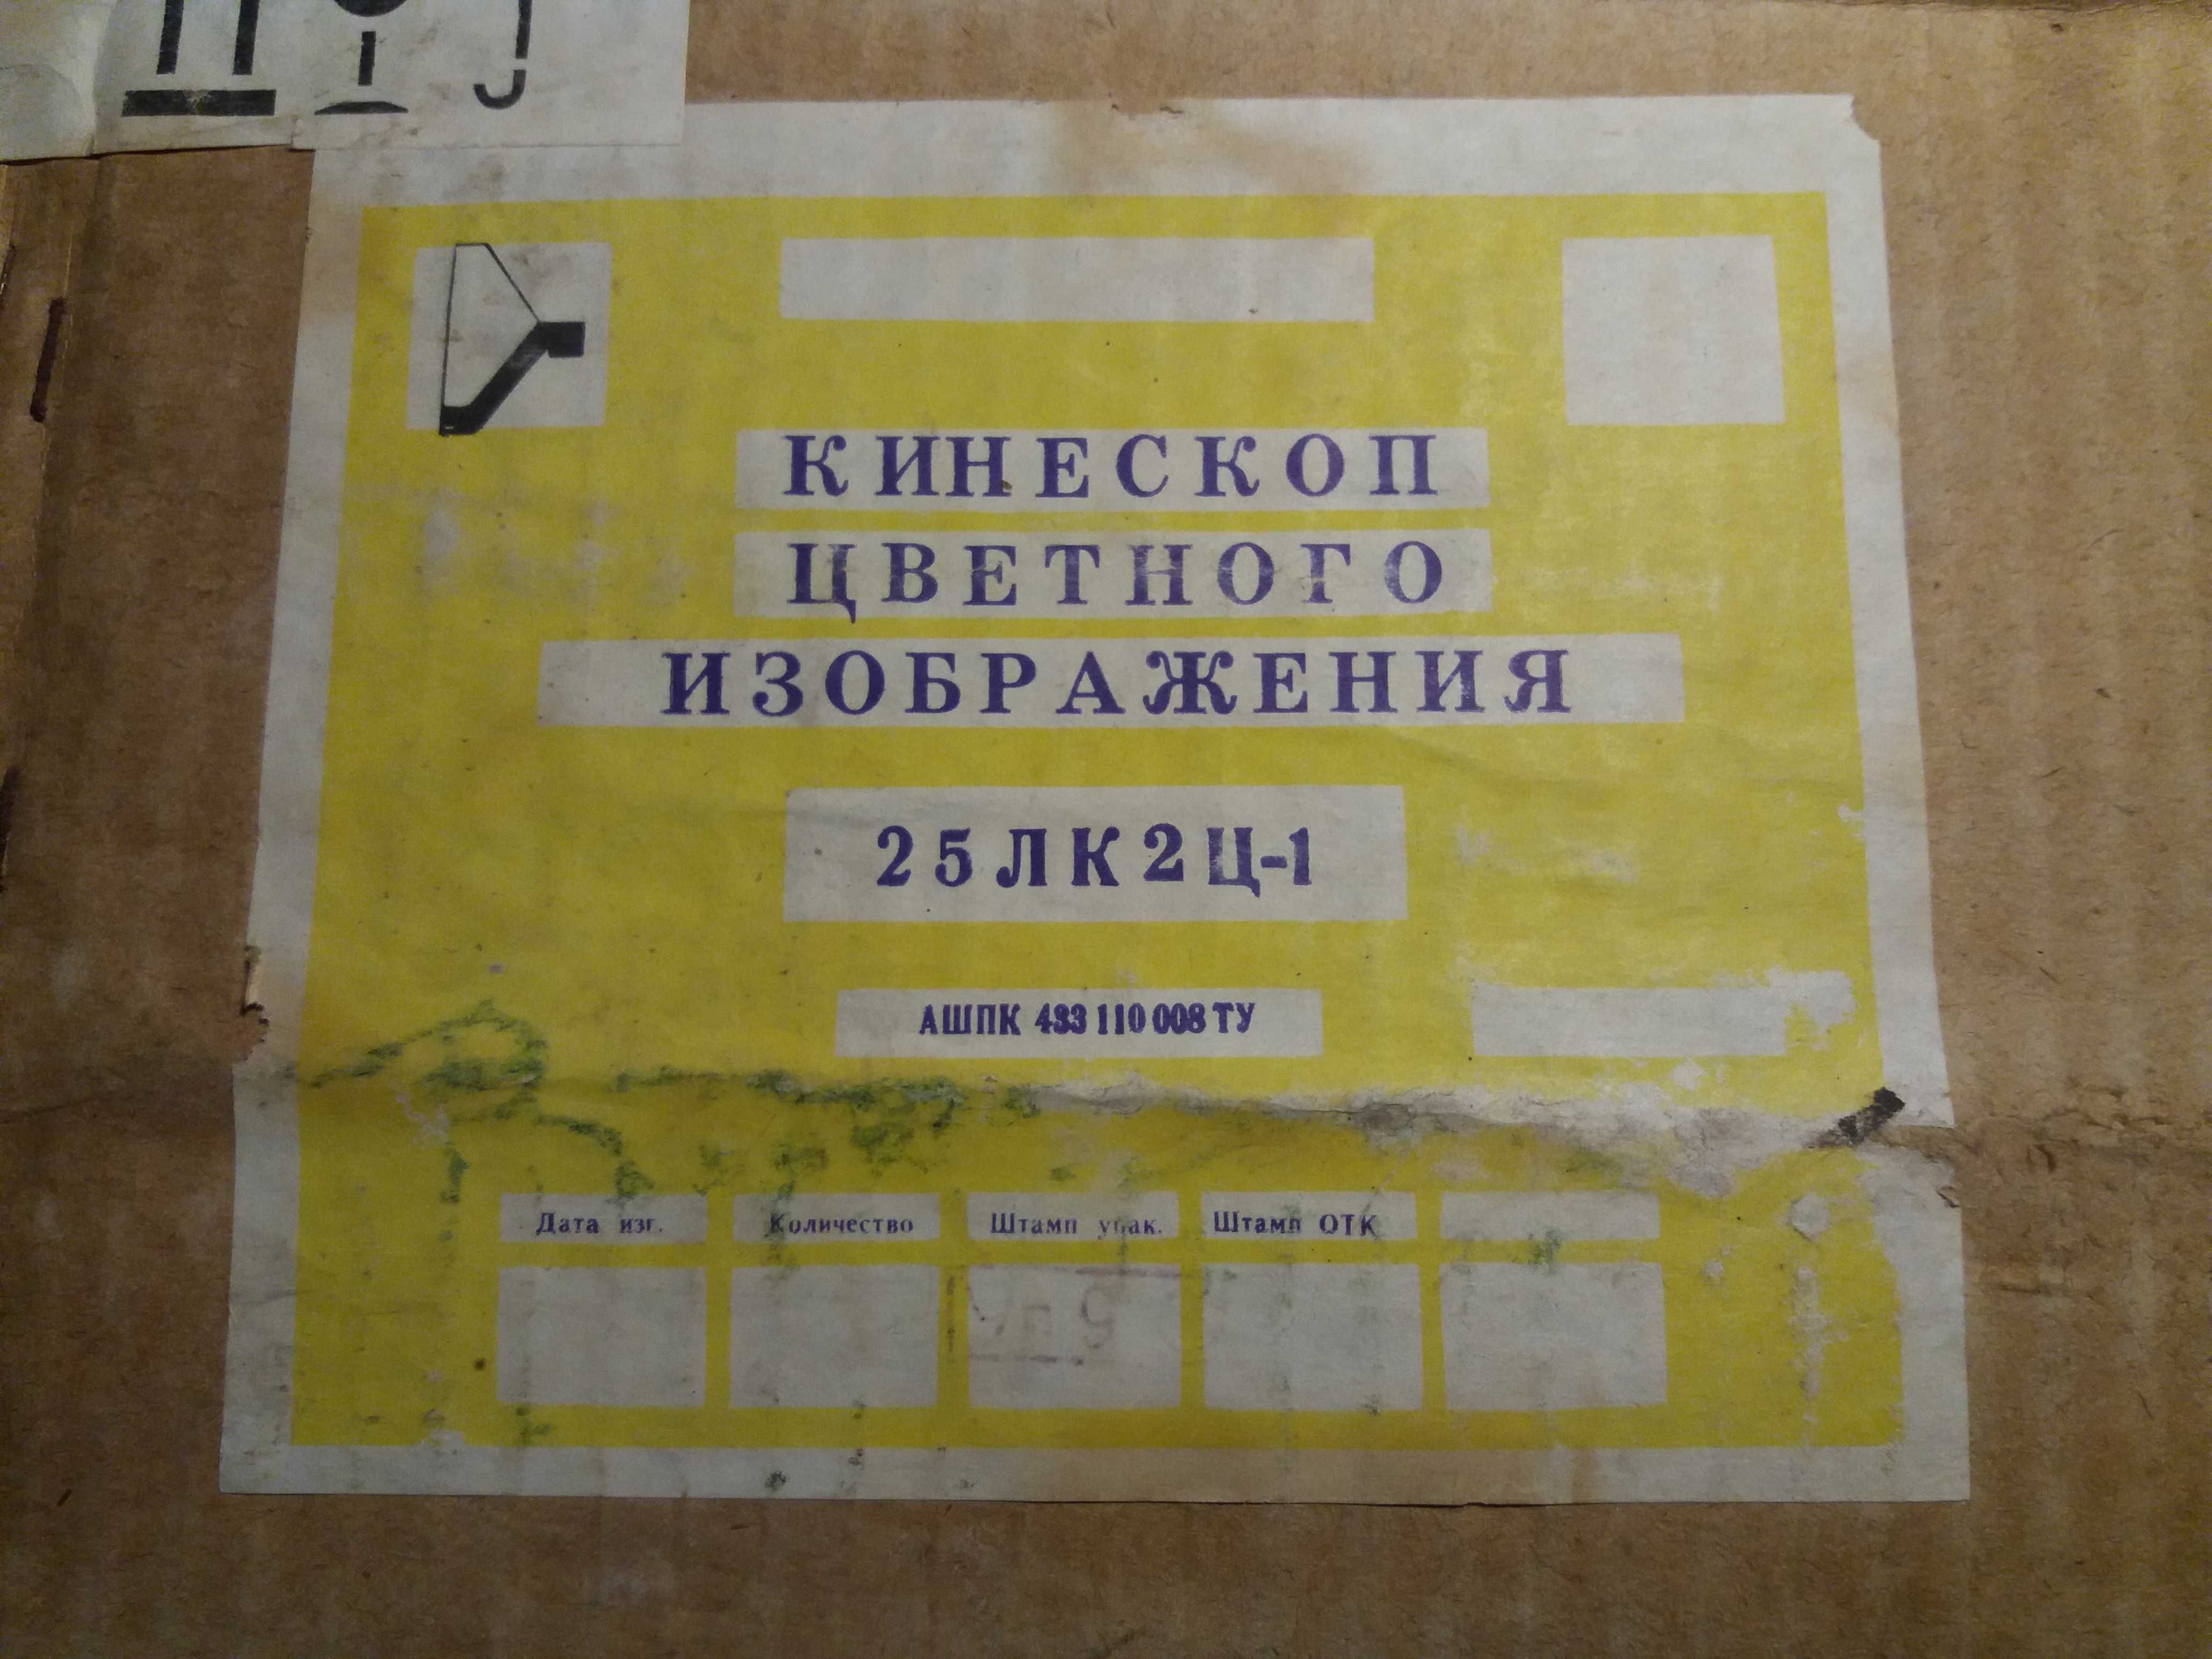 КИНЕСКОП
ЦВЕТНОГО
ИЗОБРАЖЕНИЯ
25ЛК2Ц-1
АШПК 433 110 008 ТУ
Дата изг. Количество Штамп упак. Штамп ОТК